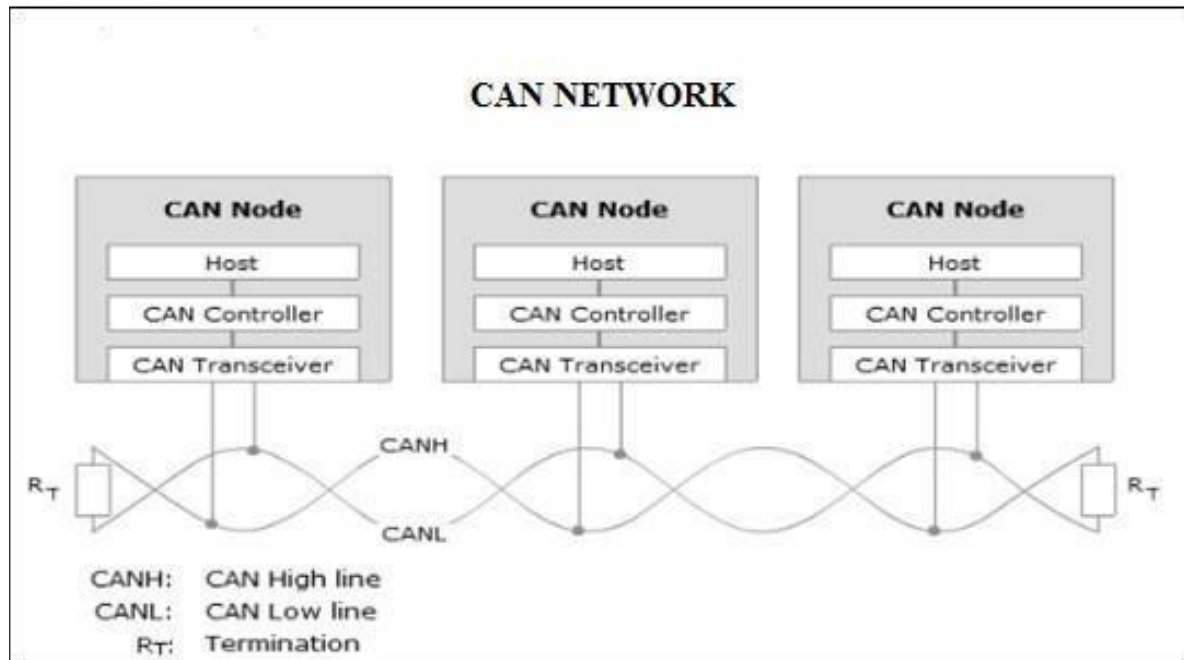 CAN NETWORK
CAN Node CAN Node CAN Node
Host Host Host
CAN Controller CAN Controller CAN Controller
CAN Transceiver CAN Transceiver CAN Transceiver
CANH
RT RT
CANL
CANH: CAN High line
CANL: CAN Low line
RT: Termination